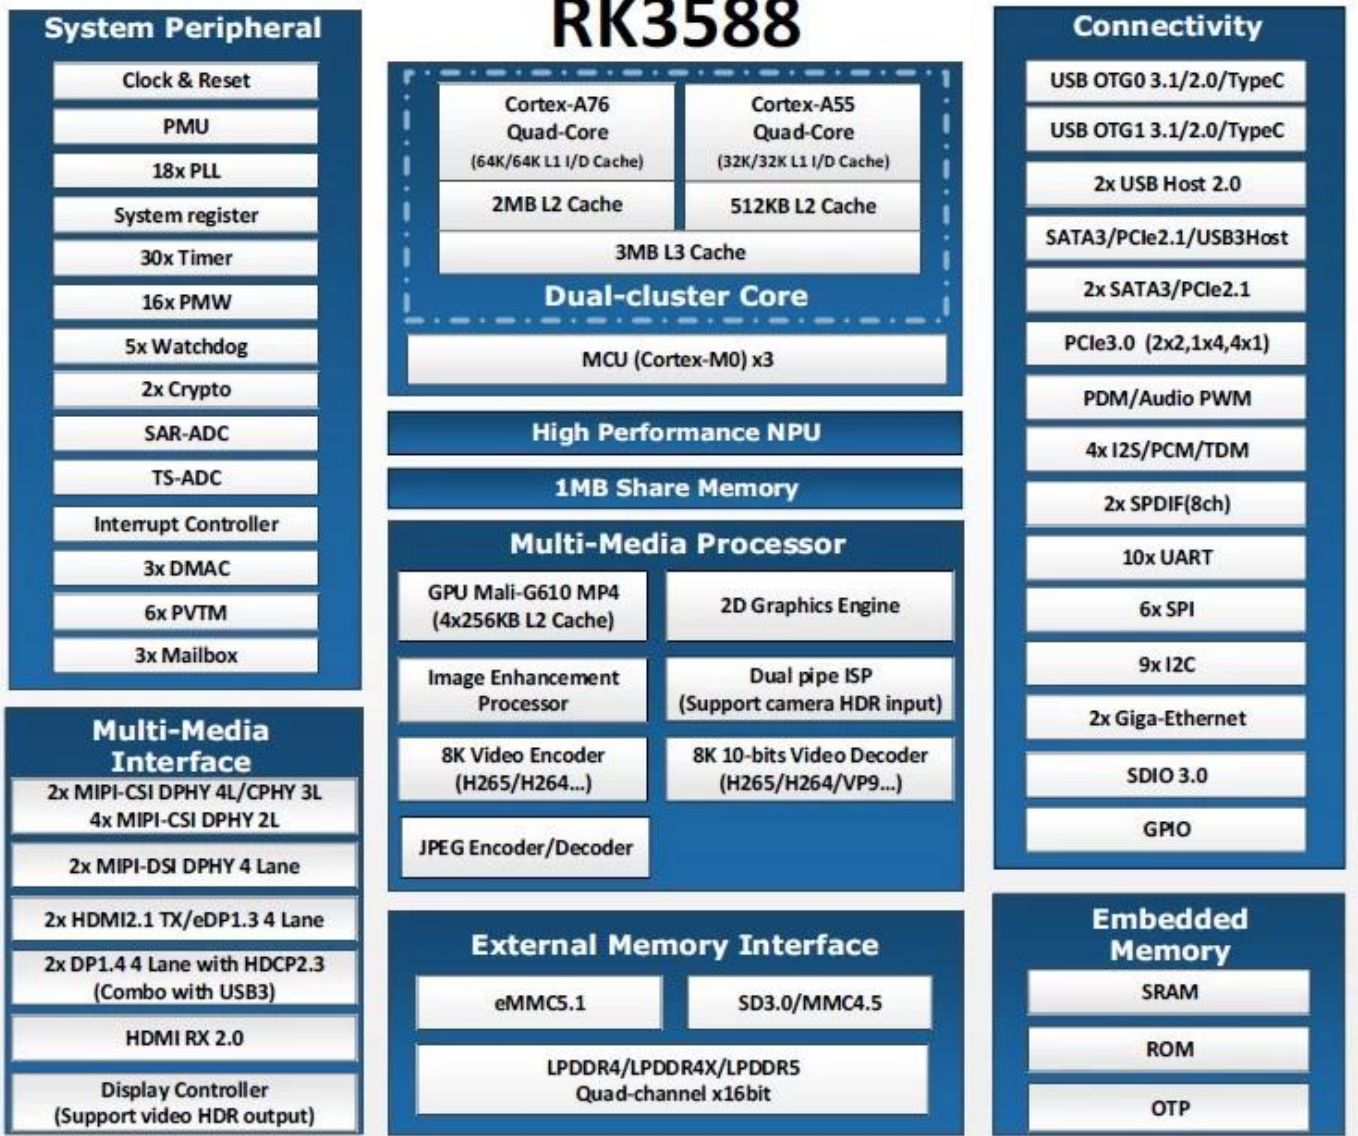 RK3588
System Peripheral
Clock & Reset
PMU
18x PLL
System register
30x Timer
16x PMW
5x Watchdog
2x Crypto
SAR-ADC
TS-ADC
Interrupt Controller
3x DMAC
6x PVTM
3x Mailbox
Multi-Media
Interface
2x MIPI-CSI DPHY 4L/CPHY 3L
4x MIPI-CSI DPHY 2L
2x MIPI-DSI DPHY 4 Lane
2x HDMI2.1 TX/eDP1.3 4 Lane
2x DP1.4 4 Lane with HDCP2.3
(Combo with USB3)
HDMI RX 2.0
Display Controller
(Support video HDR output)
Cortex-A76
Quad-Core
(64K/64K L1 I/D Cache)
2MB L2 Cache
Cortex-A55
Quad-Core
(32K/32K L1 I/D Cache)
512KB L2 Cache
3MB L3 Cache
Dual-cluster Core
MCU (Cortex-M0) x3
High Performance NPU
1MB Share Memory
Multi-Media Processor
GPU Mali-G610 MP4
(4x256KB L2 Cache)
2D Graphics Engine
Image Enhancement
Processor
Dual pipe ISP
(Support camera HDR input)
8K Video Encoder
(H265/H264...)
8K 10-bits Video Decoder
(H265/H264/VP9...)
JPEG Encoder/Decoder
External Memory Interface
eMMC5.1
SD3.0/MMC4.5
LPDDR4/LPDDR4X/LPDDR5
Quad-channel x16bit
Connectivity
USB OTG0 3.1/2.0/TypeC
USB OTG1 3.1/2.0/TypeC
2x USB Host 2.0
SATA3/PCIe2.1/USB3Host
2x SATA3/PCIe2.1
PCIe3.0 (2x2,1x4,4x1)
PDM/Audio PWM
4x I2S/PCM/TDM
2x SPDIF(8ch)
10x UART
6x SPI
9x I2C
2x Giga-Ethernet
SDIO 3.0
GPIO
Embedded
Memory
SRAM
ROM
OTP